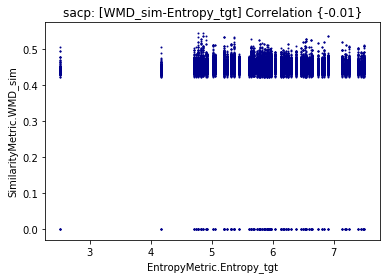 sacp: [WMD_sim-Entropy_tgt] Correlation {-0.01}
SimilarityMetric.WMD_sim
0.5
0.4
0.3
0.2
0.1
0.0
3 4 5 6 7
EntropyMetric.Entropy_tgt